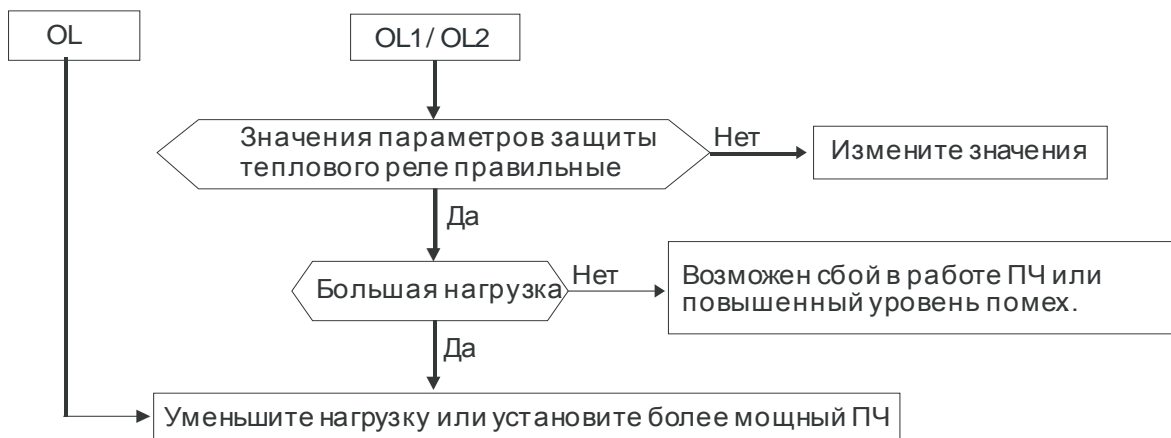 OL
OL1 / OL2
Значения параметров защиты
теплового реле правильные
Нет
Измените значения
Да
Большая нагрузка
Нет
Возможен сбой в работе ПЧ или
повышенный уровень помех.
Да
Уменьшите нагрузку или установите более мощный ПЧ